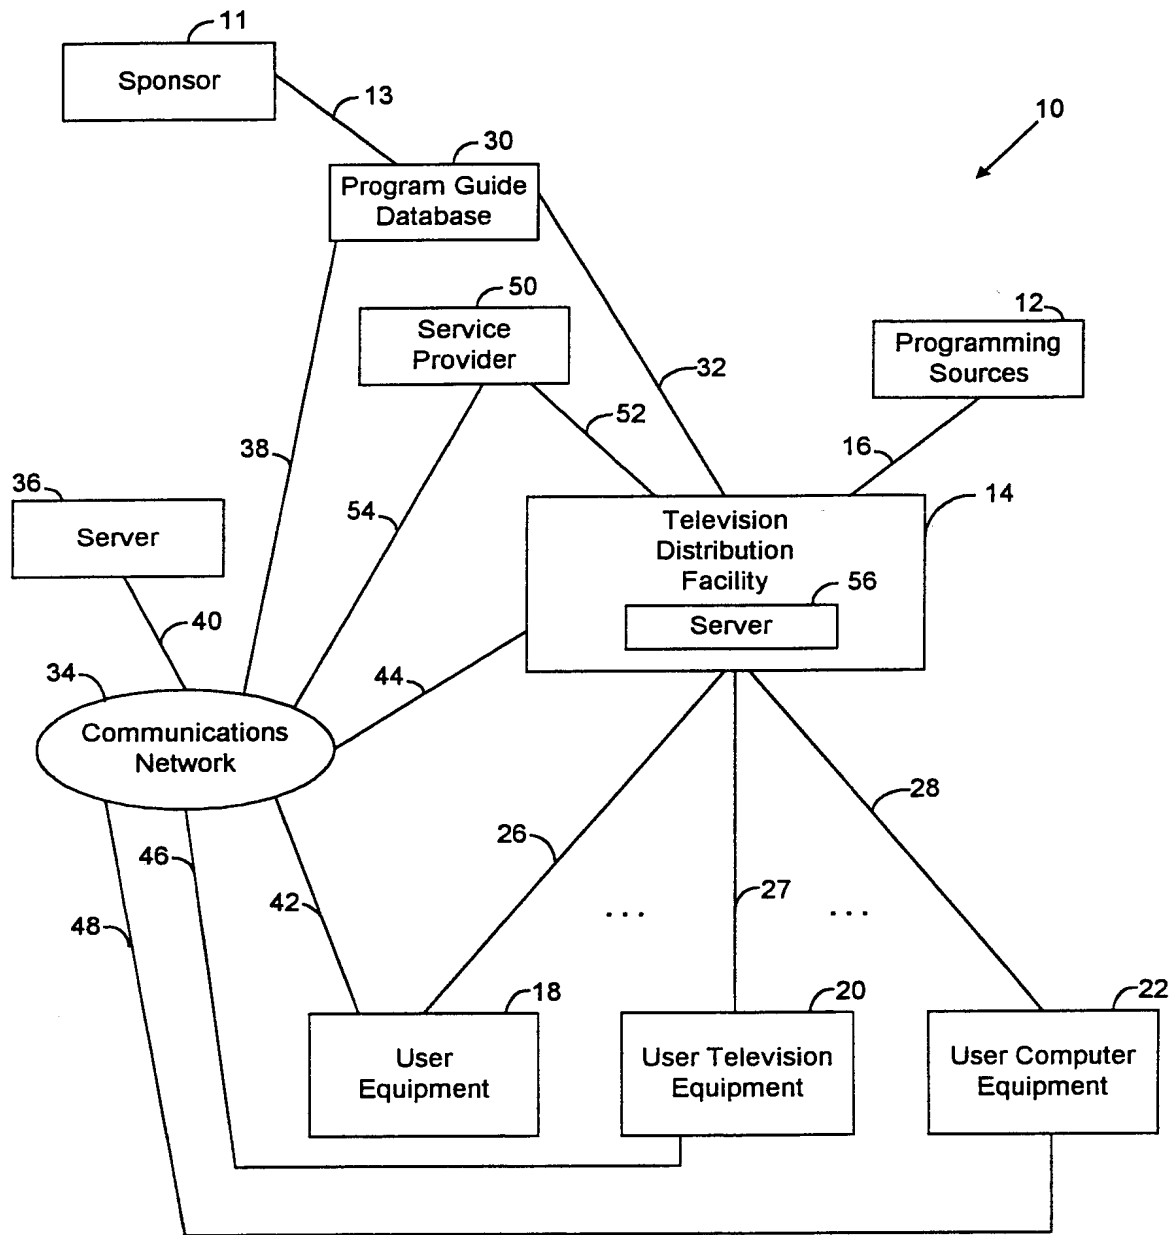 11
Sponsor
13
10
30
Program Guide
Database
50
Service
Provider
12
Programming
Sources
32
52
38
16
36
Server
54
14
Television
Distribution
Facility
56
Server
40
34
44
Communications
Network
28
26
46
42
27
. . .
. . .
48
18
20
22
User
Equipment
User Television
Equipment
User Computer
Equipment